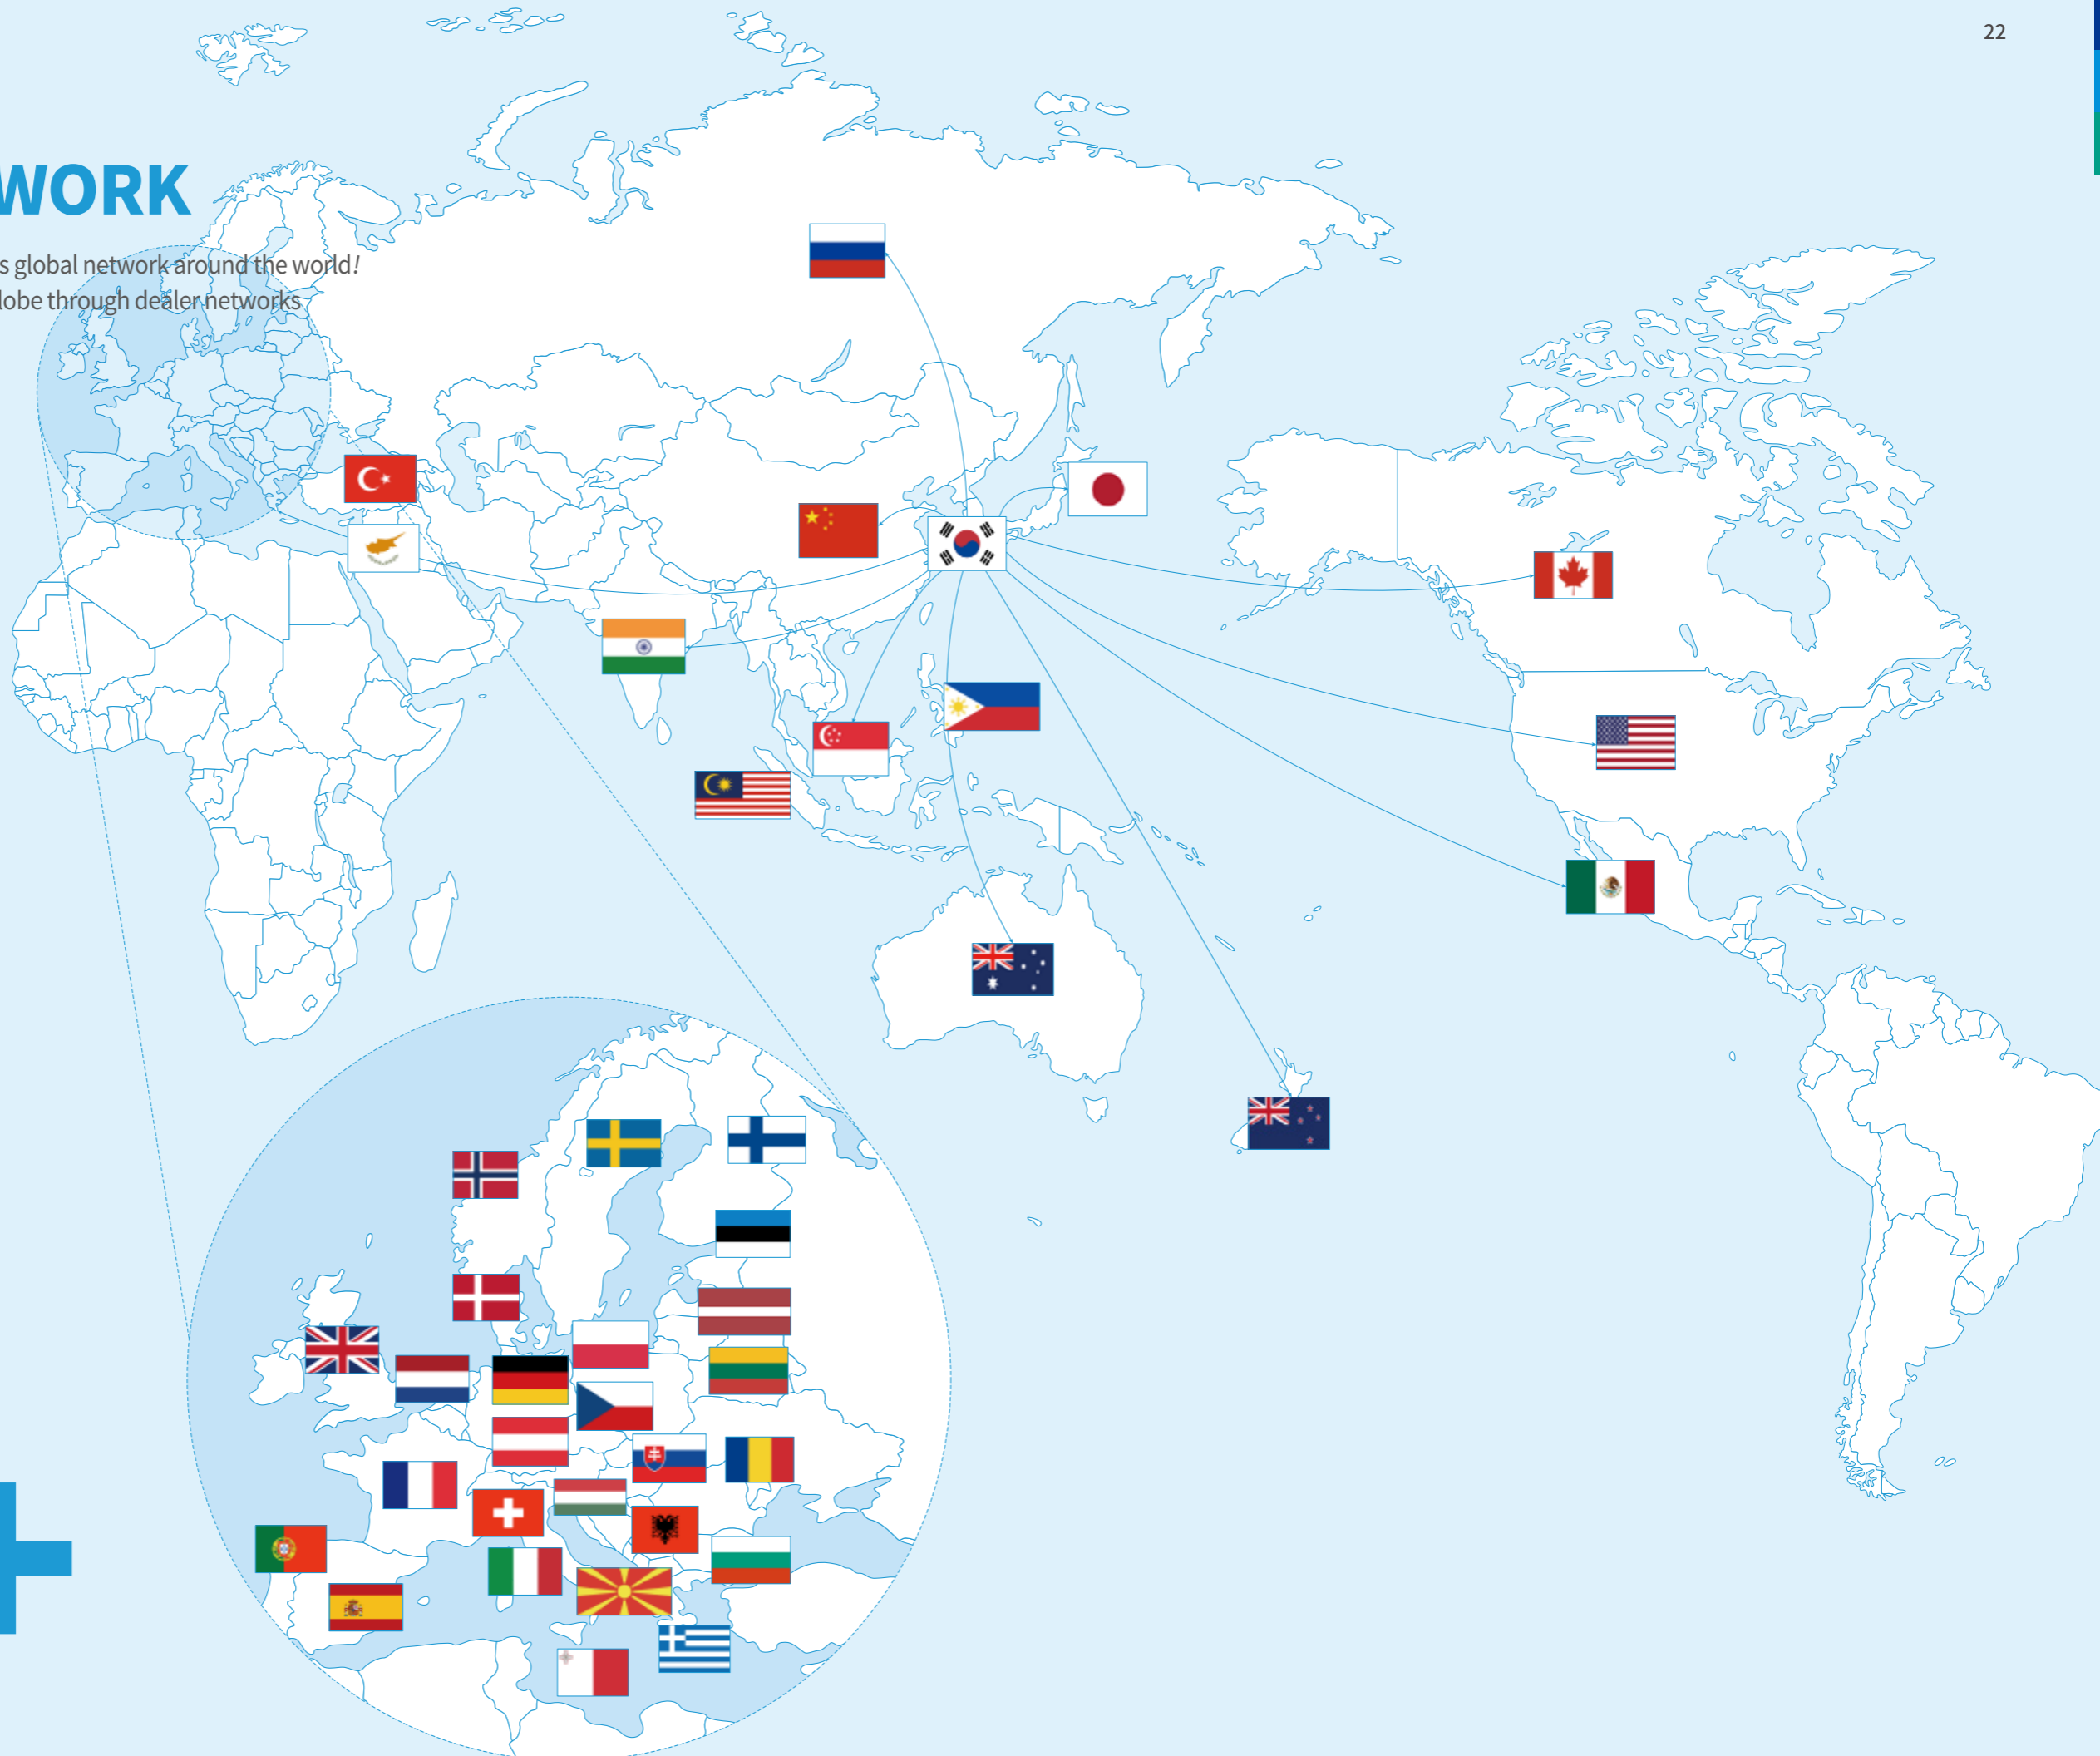 22
WORK
s global network around the world!
lobe through dealer networks
+